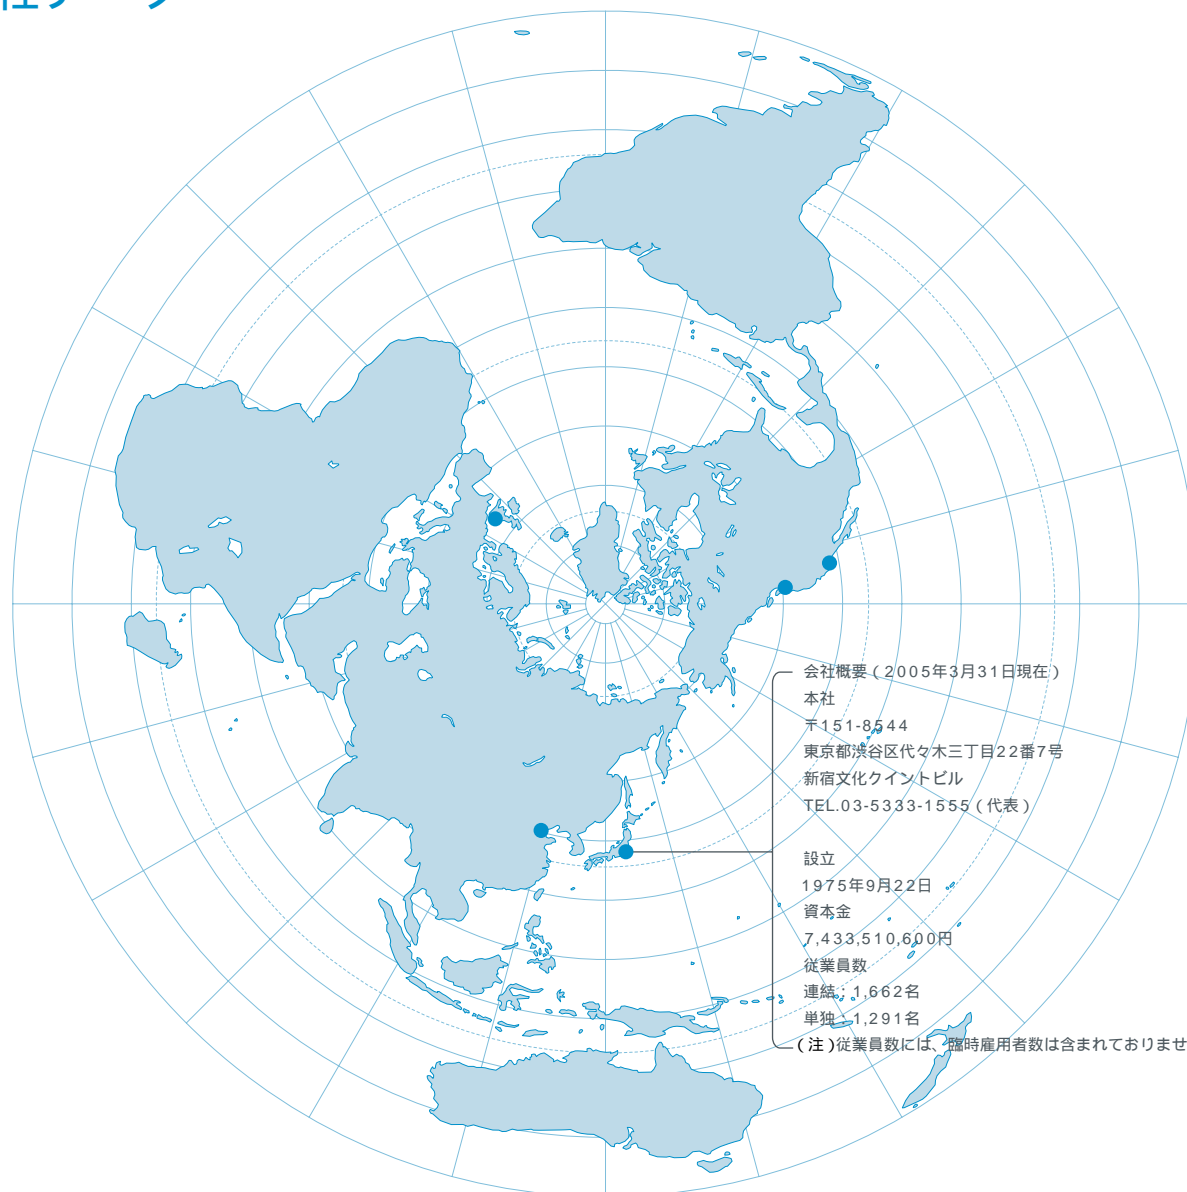 会社概要（2005年3月31日現在）
本社
〒151-8544
東京都渋谷区代々木三丁目22番7号
新宿文化クイントビル
TEL.03-5333-1555（代表）
設立
1975年9月22日
資本金
7,433,510,600円
従業員数
連結：1,662名
単独：1,291名
（注）従業員数には、臨時雇用者数は含まれておりませ